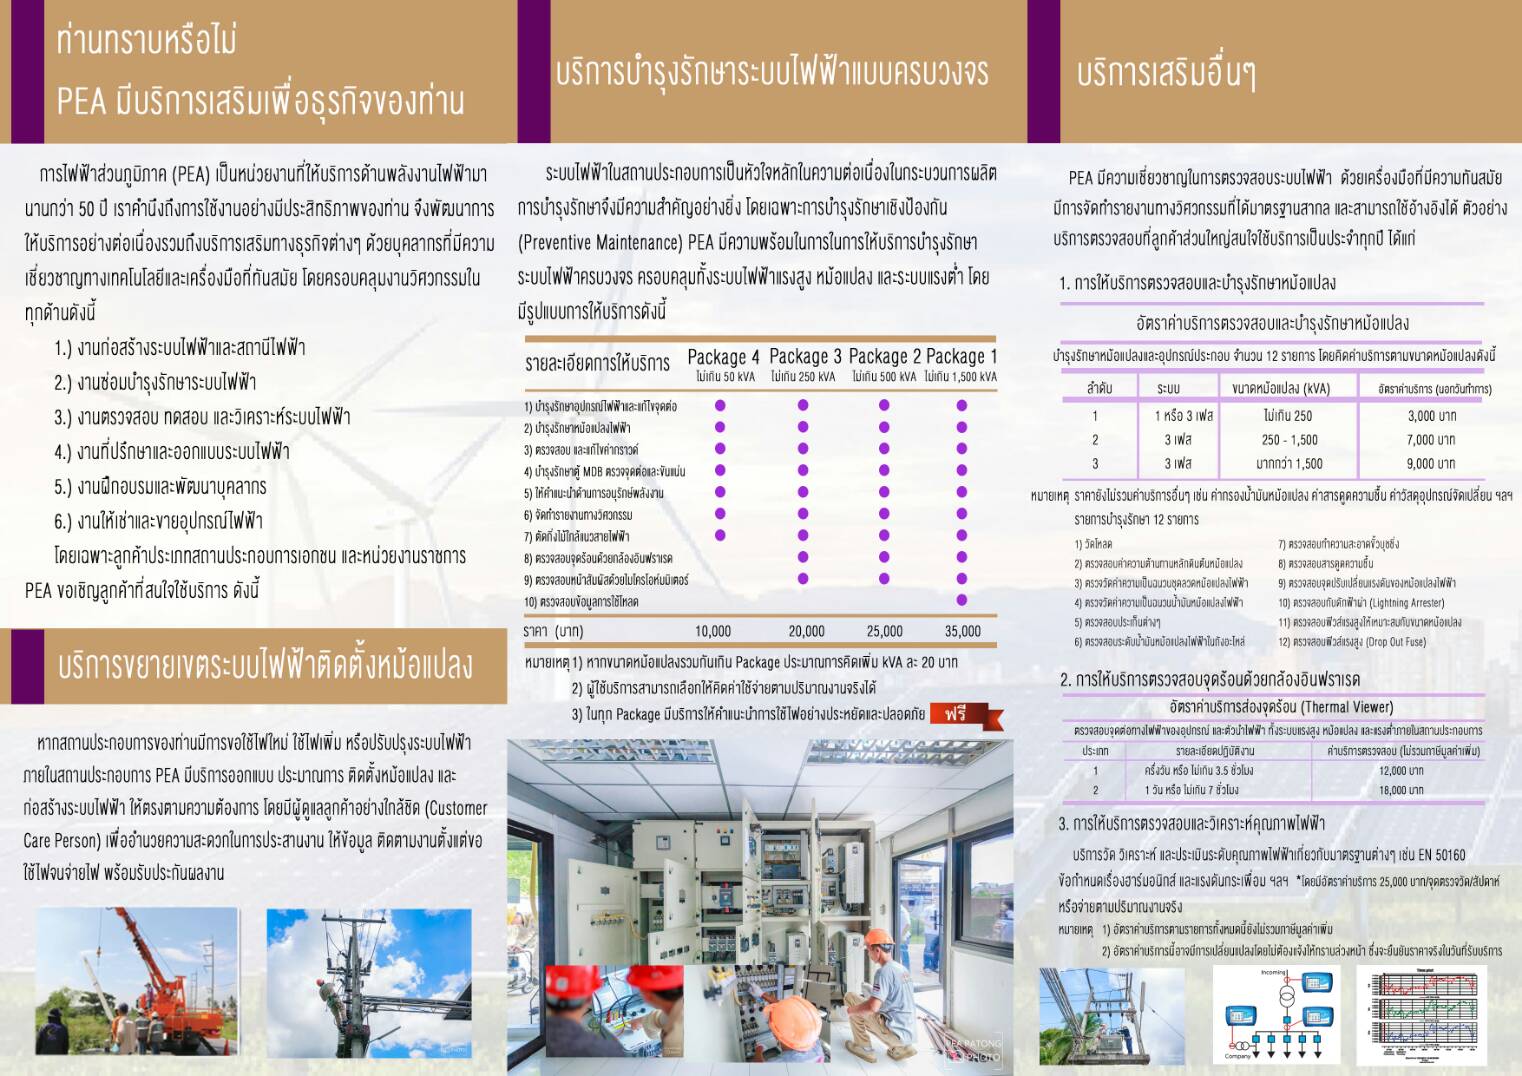 ท่านทราบหรือไม่
PEA มีบริการเสริมเพื่อธุรกิจของท่าน
การไฟฟ้าส่วนภูมิภาค (PEA) เป็นหน่วยงานที่ให้บริการด้านพลังงานไฟฟ้ามา
นานกว่า 50 ปี เราคำนึงถึงการใช้งานอย่างมีประสิทธิภาพของท่าน จึงพัฒนาการ
ให้บริการอย่างต่อเนื่องรวมถึงบริการเสริมทางธุรกิจต่างๆ ด้วยบุคลากรที่มีความ
เชี่ยวชาญทางเทคโนโลยีและเครื่องมือที่ทันสมัย โดยครอบคลุมงานวิศวกรรมใน
ทุกด้านดังนี้
1.) งานก่อสร้างระบบไฟฟ้าและสถานีไฟฟ้า
2.) งานซ่อมบำรุงรักษาระบบไฟฟ้า
3.) งานตรวจสอบ ทดสอบ และวิเคราะห์ระบบไฟฟ้า
4.) งานที่ปรึกษาและออกแบบระบบไฟฟ้า
5.) งานฝึกอบรมและพัฒนาบุคลากร
6.) งานให้เช่าและขายอุปกรณ์ไฟฟ้า
โดยเฉพาะลูกค้าประเภทสถานประกอบการเอกชน และหน่วยงานราชการ
PEA ขอเชิญลูกค้าที่สนใจใช้บริการ ดังนี้
บริการขยายเขตระบบไฟฟ้าติดตั้งหม้อแปลง
หากสถานประกอบการของท่านมีการขอใช้ไฟใหม่ ใช้ไฟเพิ่ม หรือปรับปรุงระบบไฟฟ้า
ภายในสถานประกอบการ PEA มีบริการออกแบบ ประมาณการ ติดตั้งหม้อแปลง และ
ก่อสร้างระบบไฟฟ้า ให้ตรงตามความต้องการ โดยมีผู้ดูแลลูกค้าอย่างใกล้ชิด (Customer
Care Person) เพื่ออำนวยความสะดวกในการประสานงาน ให้ข้อมูล ติดตามงานตั้งแต่ขอ
ใช้ไฟจนจ่ายไฟ พร้อมรับประกันผลงาน
บริการบำรุงรักษาระบบไฟฟ้าแบบครบวงจร
ระบบไฟฟ้าในสถานประกอบการเป็นหัวใจหลักในความต่อเนื่องในกระบวนการผลิต
การบำรุงรักษาจึงมีความสำคัญอย่างยิ่ง โดยเฉพาะการบำรุงรักษาเชิงป้องกัน
(Preventive Maintenance) PEA มีความพร้อมในการในการให้บริการบำรุงรักษา
ระบบไฟฟ้าครบวงจร ครอบคลุมทั้งระบบไฟฟ้าแรงสูง หม้อแปลง และระบบแรงต่ำ โดย
มีรูปแบบการให้บริการดังนี้
รายละเอียดการให้บริการ Package 4 Package 3 Package 2 Package 1
ไม่เกิน 50 kVA ไม่เกิน 250 kVA ไม่เกิน 500 kVA ไม่เกิน 1,500 kVA
1) บำรุงรักษาอุปกรณ์ไฟฟ้าและแก้ไขจุดต่อ
2) บำรุงรักษาหม้อแปลงไฟฟ้า
3) ตรวจสอบ และแก้ไขค่ากราวด์
4) บำรุงรักษาตู้ MDB ตรวจจุดต่อและขันแน่น
5) ให้คำแนะนำด้านการอนุรักษ์พลังงาน
6) จัดทำรายงานทางวิศวกรรม
7) ตัดกิ่งไม้ใกล้แนวสายไฟฟ้า
8) ตรวจสอบจุดร้อนด้วยกล้องอินฟราเรด
9) ตรวจสอบหน้าสัมผัสด้วยไมโครโอห์มมิเตอร์
10) ตรวจสอบข้อมูลการใช้โหลด
ราคา (บาท) 10,000 20,000 25,000 35,000
หมายเหตุ 1) หากขนาดหม้อแปลงรวมกันเกิน Package ประมาณการคิดเพิ่ม kVA ละ 20 บาท
2) ผู้ใช้บริการสามารถเลือกให้คิดค่าใช้จ่ายตามปริมาณงานจริงได้
3) ในทุก Package มีบริการให้คำแนะนำการใช้ไฟอย่างประหยัดและปลอดภัย ฟรี
PEA PATONG
PHOTO
บริการเสริมอื่นๆ
PEA มีความเชี่ยวชาญในการตรวจสอบระบบไฟฟ้า ด้วยเครื่องมือที่มีความทันสมัย
มีการจัดทำรายงานทางวิศวกรรมที่ได้มาตรฐานสากล และสามารถใช้อ้างอิงได้ ตัวอย่าง
บริการตรวจสอบที่ลูกค้าส่วนใหญ่สนใจใช้บริการเป็นประจำทุกปี ได้แก่
1. การให้บริการตรวจสอบและบำรุงรักษาหม้อแปลง
อัตราค่าบริการตรวจสอบและบำรุงรักษาหม้อแปลง
บำรุงรักษาหม้อแปลงและอุปกรณ์ประกอบ จำนวน 12 รายการ โดยคิดค่าบริการตามขนาดหม้อแปลงดังนี้
ลำดับ ระบบ ขนาดหม้อแปลง (kVA) อัตราค่าบริการ (นอกวันทำการ)
1 1 หรือ 3 เฟส ไม่เกิน 250 3,000 บาท
2 3 เฟส 250 - 1,500 7,000 บาท
3 3 เฟส มากกว่า 1,500 9,000 บาท
หมายเหตุ ราคายังไม่รวมค่าบริการอื่นๆ เช่น ค่ากรองน้ำมันหม้อแปลง ค่าสารดูดความชื้น ค่าวัสดุอุปกรณ์จัดเปลี่ยน ฯลฯ
รายการบำรุงรักษา 12 รายการ
1) วัดโหลด
2) ตรวจสอบค่าความต้านทานหลักดินต้นหม้อแปลง
3) ตรวจวัดค่าความเป็นฉนวนขดลวดหม้อแปลงไฟฟ้า
4) ตรวจวัดค่าความเป็นฉนวนน้ำมันหม้อแปลงไฟฟ้า
5) ตรวจสอบประเก็นต่างๆ
6) ตรวจสอบระดับน้ำมันหม้อแปลงไฟฟ้าในถังอะไหล่
7) ตรวจสอบทำความสะอาดขั้วบุชชิ่ง
8) ตรวจสอบสารดูดความชื้น
9) ตรวจสอบจุดปรับเปลี่ยนแรงดันของหม้อแปลงไฟฟ้า
10) ตรวจสอบกับดักฟ้าผ่า (Lightning Arrester)
11) ตรวจสอบฟิวส์แรงสูงให้เหมาะสมกับขนาดหม้อแปลง
12) ตรวจสอบฟิวส์แรงสูง (Drop Out Fuse)
2. การให้บริการตรวจสอบจุดร้อนด้วยกล้องอินฟราเรด
อัตราค่าบริการส่องจุดร้อน (Thermal Viewer)
ตรวจสอบจุดต่อทางไฟฟ้าของอุปกรณ์ และตัวนำไฟฟ้า ทั้งระบบแรงสูง หม้อแปลง และแรงต่ำภายในสถานประกอบการ
ประเภท รายละเอียดปฏิบัติงาน ค่าบริการตรวจสอบ (ไม่รวมภาษีมูลค่าเพิ่ม)
1 ครึ่งวัน หรือ ไม่เกิน 3.5 ชั่วโมง 12,000 บาท
2 1 วัน หรือ ไม่เกิน 7 ชั่วโมง 18,000 บาท
3. การให้บริการตรวจสอบและวิเคราะห์คุณภาพไฟฟ้า
บริการวัด วิเคราะห์ และประเมินระดับคุณภาพไฟฟ้าเกี่ยวกับมาตรฐานต่างๆ เช่น EN 50160
ข้อกำหนดเรื่องฮาร์มอนิกส์ และแรงดันกระเพื่อม ฯลฯ *โดยมีอัตราค่าบริการ 25,000 บาท/จุดตรวจวัด/สัปดาห์
หรือจ่ายตามปริมาณงานจริง
หมายเหตุ 1) อัตราค่าบริการตามรายการทั้งหมดนี้ยังไม่รวมภาษีมูลค่าเพิ่ม
2) อัตราค่าบริการนี้อาจมีการเปลี่ยนแปลงโดยไม่ต้องแจ้งให้ทราบล่วงหน้า ซึ่งจะยืนยันราคาจริงในวันที่รับบริการ
Incoming
Company